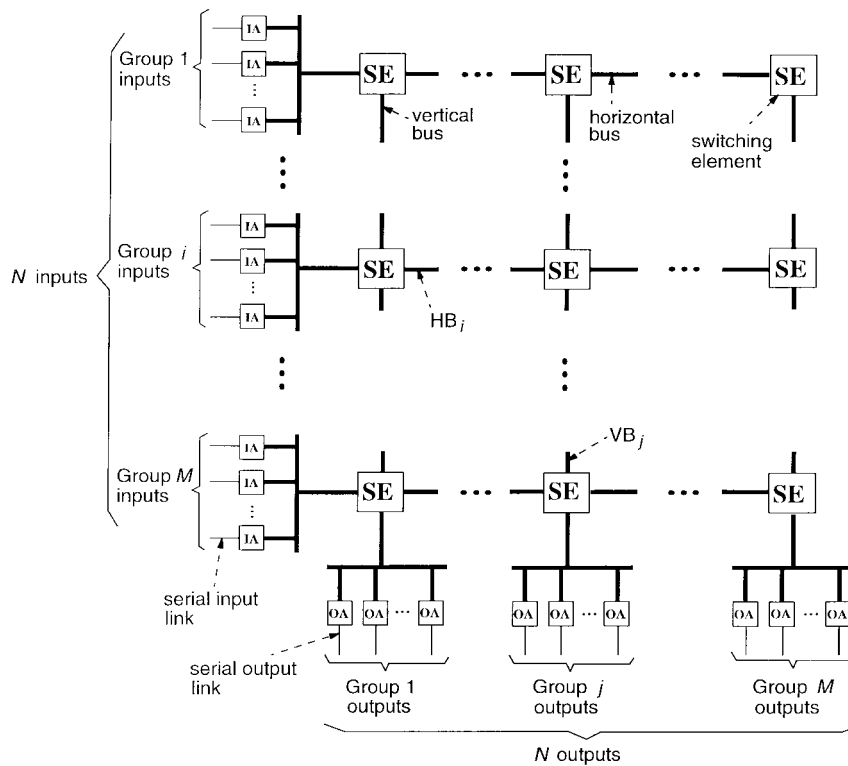 Group 1
inputs
IA
IA
IA
SE
SE
SE
vertical
bus
horizontal
bus
switching
element
N inputs
Group i
inputs
IA
IA
IA
SE
SE
SE
HB i
Group M
inputs
IA
IA
IA
VB j
SE
SE
SE
serial input
link
OA OA OA
OA OA OA
OA OA OA
serial output
link
Group 1
outputs
Group j
outputs
Group M
outputs
N outputs